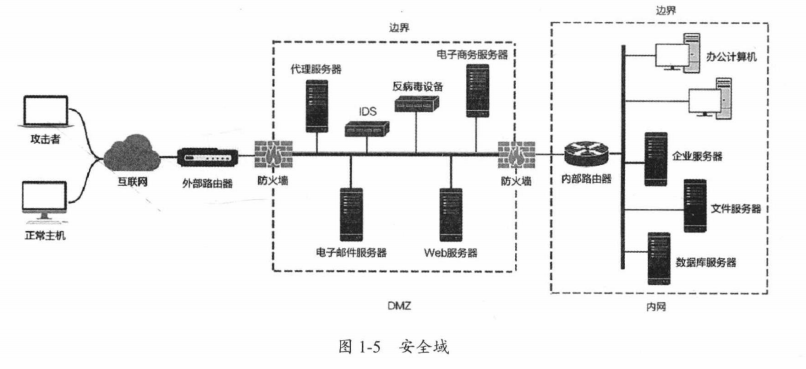 边界
边界
电子商务服务器
代理服务器
反病毒设备
IDS
办公计算机
攻击者
互联网
外部路由器
防火墙
防火墙
内部路由器
企业服务器
文件服务器
正常主机
电子邮件服务器
Web服务器
数据库服务器
DMZ
内网
图 1-5 安全域